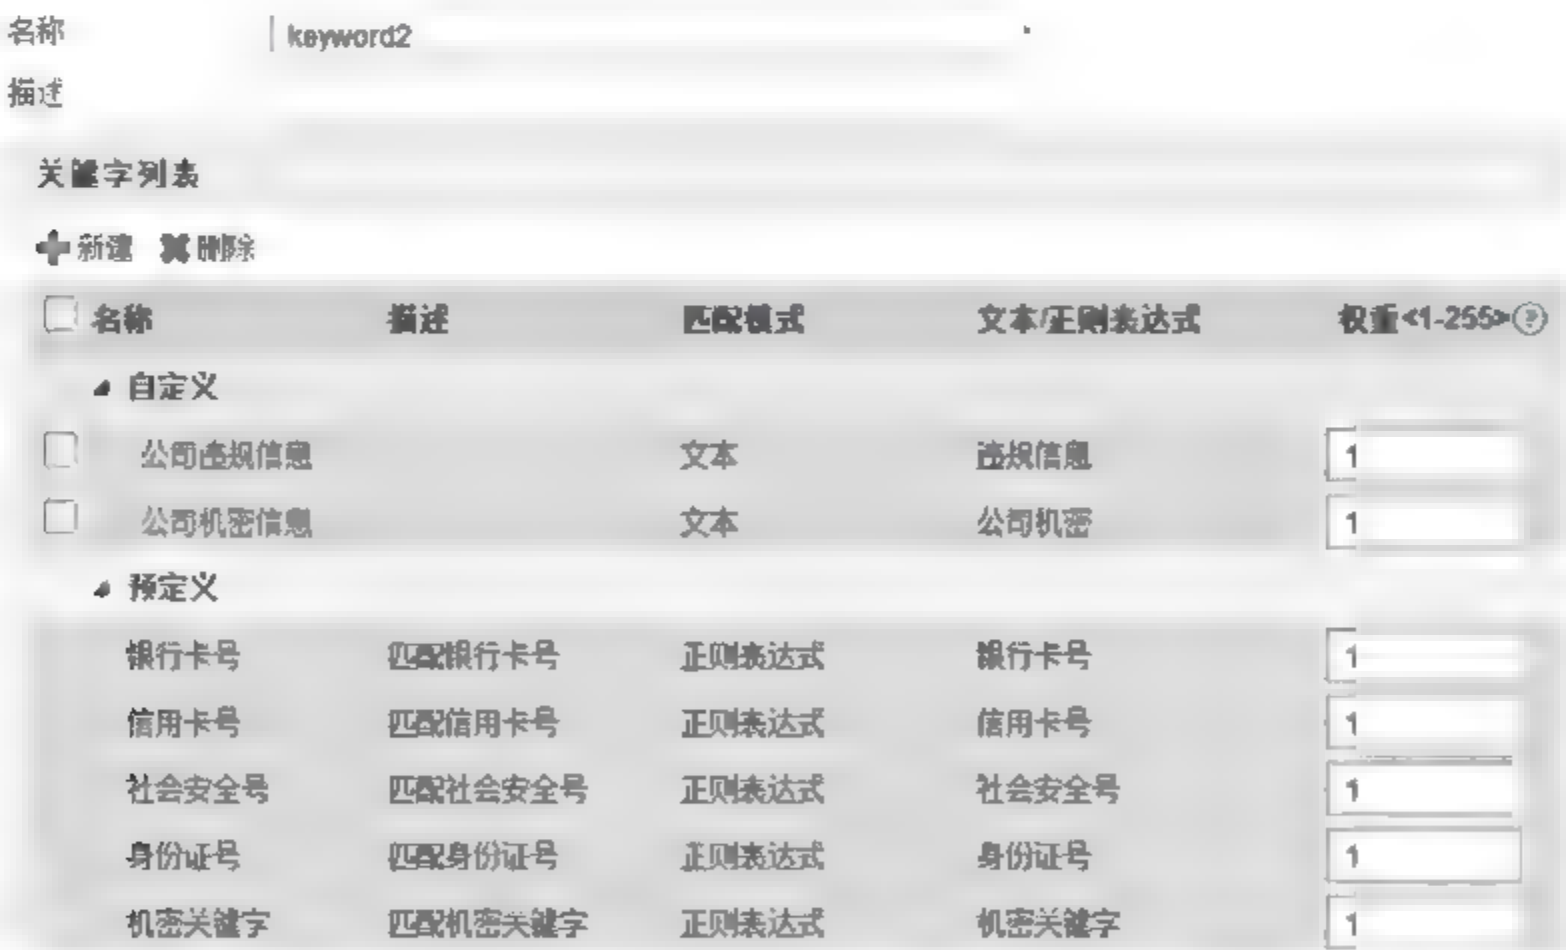 名称 keyword2 *
描述
关键字列表
新建 删除
名称 描述 匹配模式 文本/正则表达式 权重<1-255>?
自定义
公司违规信息 文本 违规信息 1
公司机密信息 文本 公司机密 1
预定义
银行卡号 匹配银行卡号 正则表达式 银行卡号 1
信用卡号 匹配信用卡号 正则表达式 信用卡号 1
社会安全号 匹配社会安全号 正则表达式 社会安全号 1
身份证号 匹配身份证号 正则表达式 身份证号 1
机密关键字 匹配机密关键字 正则表达式 机密关键字 1